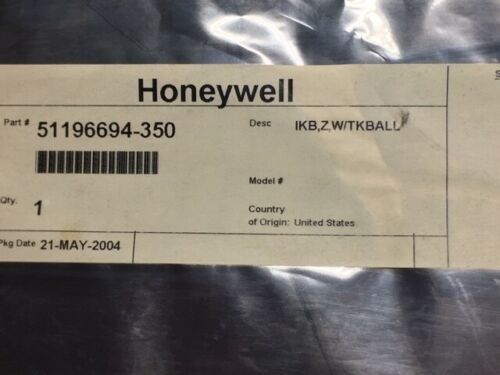 Honeywell
Part # 51196694-350
Desc IKB,Z,W/TKBALL
Model #
Qty. 1
Country
of Origin: United States
Pkg Date 21-MAY-2004